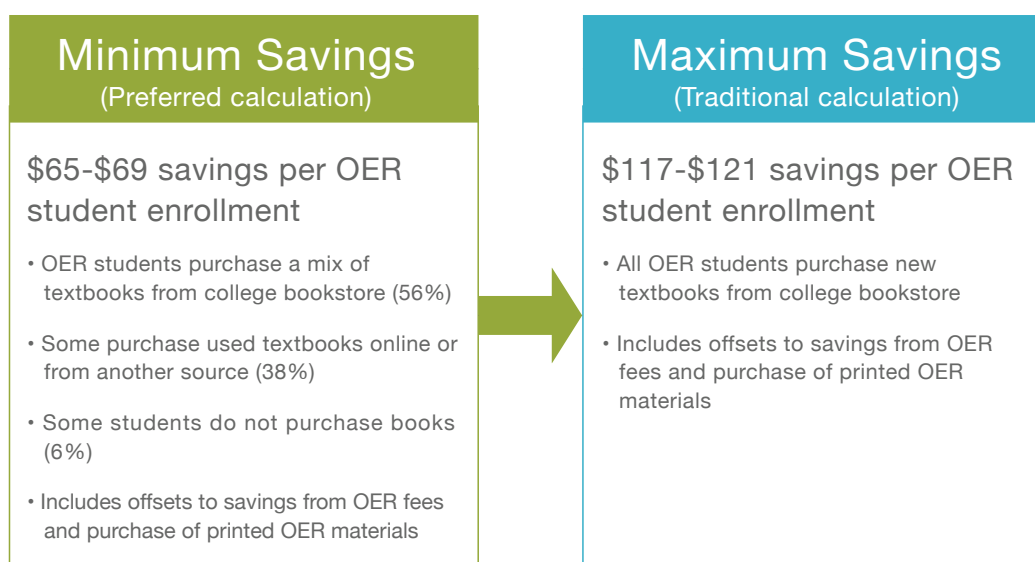 Minimum Savings
(Preferred calculation)
$65-$69 savings per OER
student enrollment
• OER students purchase a mix of
textbooks from college bookstore (56%)
• Some purchase used textbooks online or
from another source (38%)
• Some students do not purchase books
(6%)
• Includes offsets to savings from OER fees
and purchase of printed OER materials
Maximum Savings
(Traditional calculation)
$117-$121 savings per OER
student enrollment
• All OER students purchase new
textbooks from college bookstore
• Includes offsets to savings from OER
fees and purchase of printed OER
materials